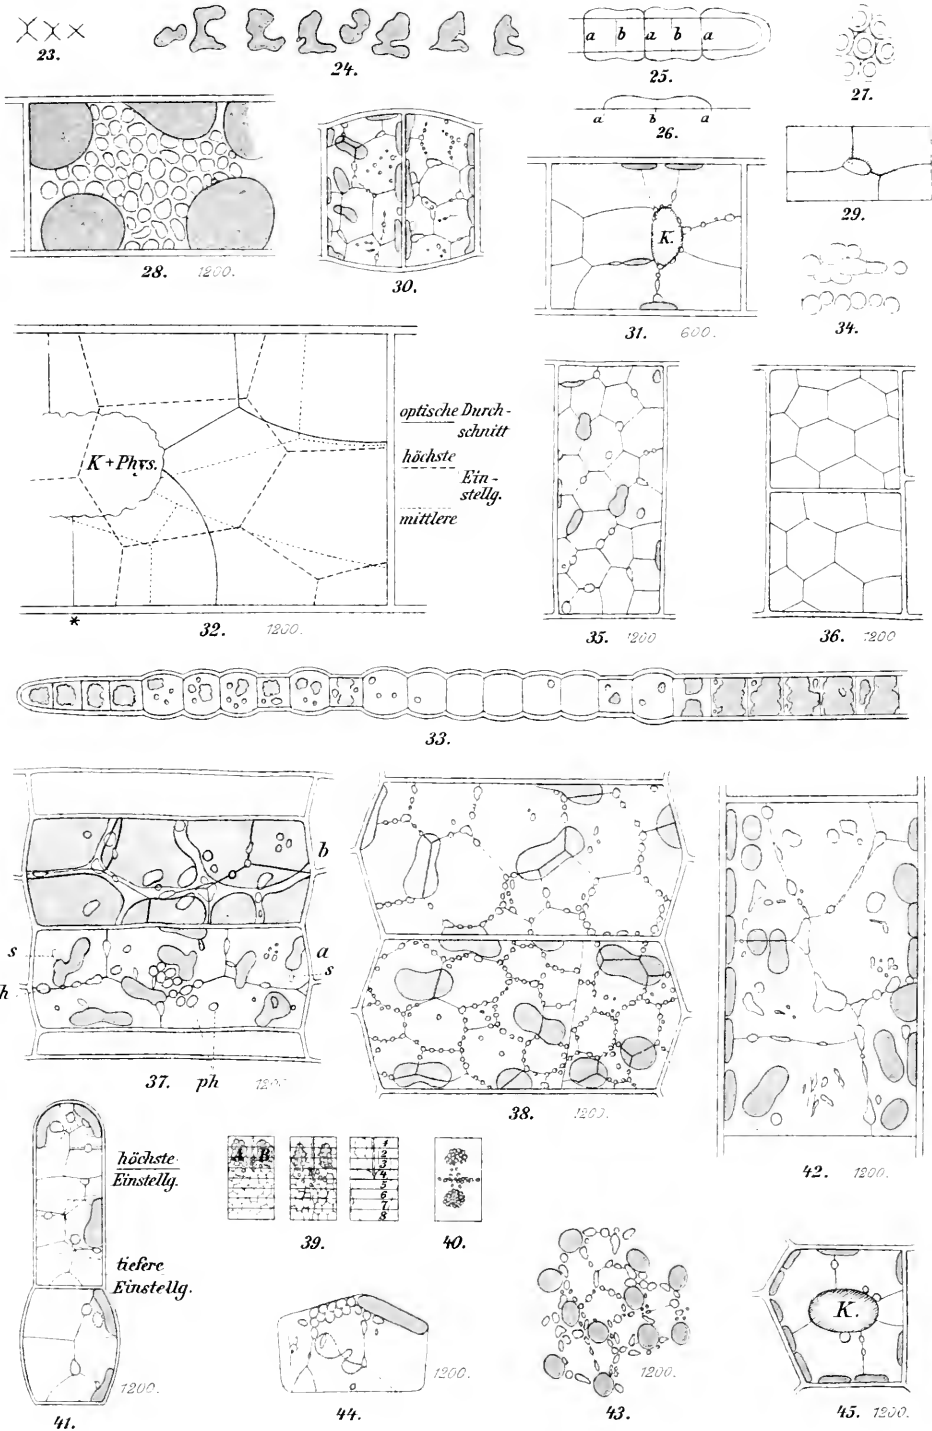 23.
24.
a b a b a
25.
a b a
26.
27.
28. 1200.
30.
K.
31. 600.
29.
34.
K + Phys.
optische Durch-
schnitt
höchste
Ein-
stellg.
mittlere
*
32. 1200.
35. 1200
36. 1200
33.
b
s a
s
h
37. ph 1200.
38. 1200.
42. 1200.
höchste
Einstellg.
tiefere
Einstellg.
1200.
41.
A B
39.
1
2
3
4
5
6
7
8
40.
1200.
44.
1200.
43.
K.
45. 1200.